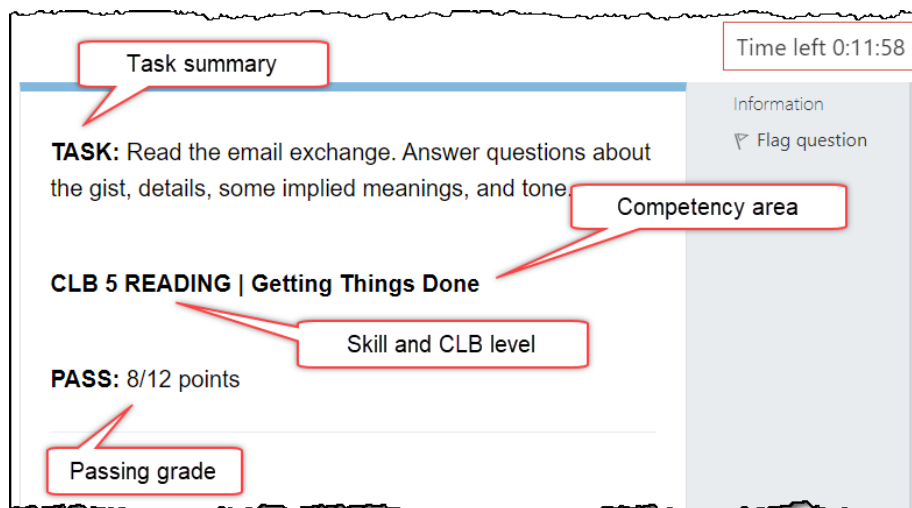 Time left 0:11:58
Task summary
Information
Flag question
TASK: Read the email exchange. Answer questions about
the gist, details, some implied meanings, and tone.
Competency area
CLB 5 READING | Getting Things Done
Skill and CLB level
PASS: 8/12 points
Passing grade